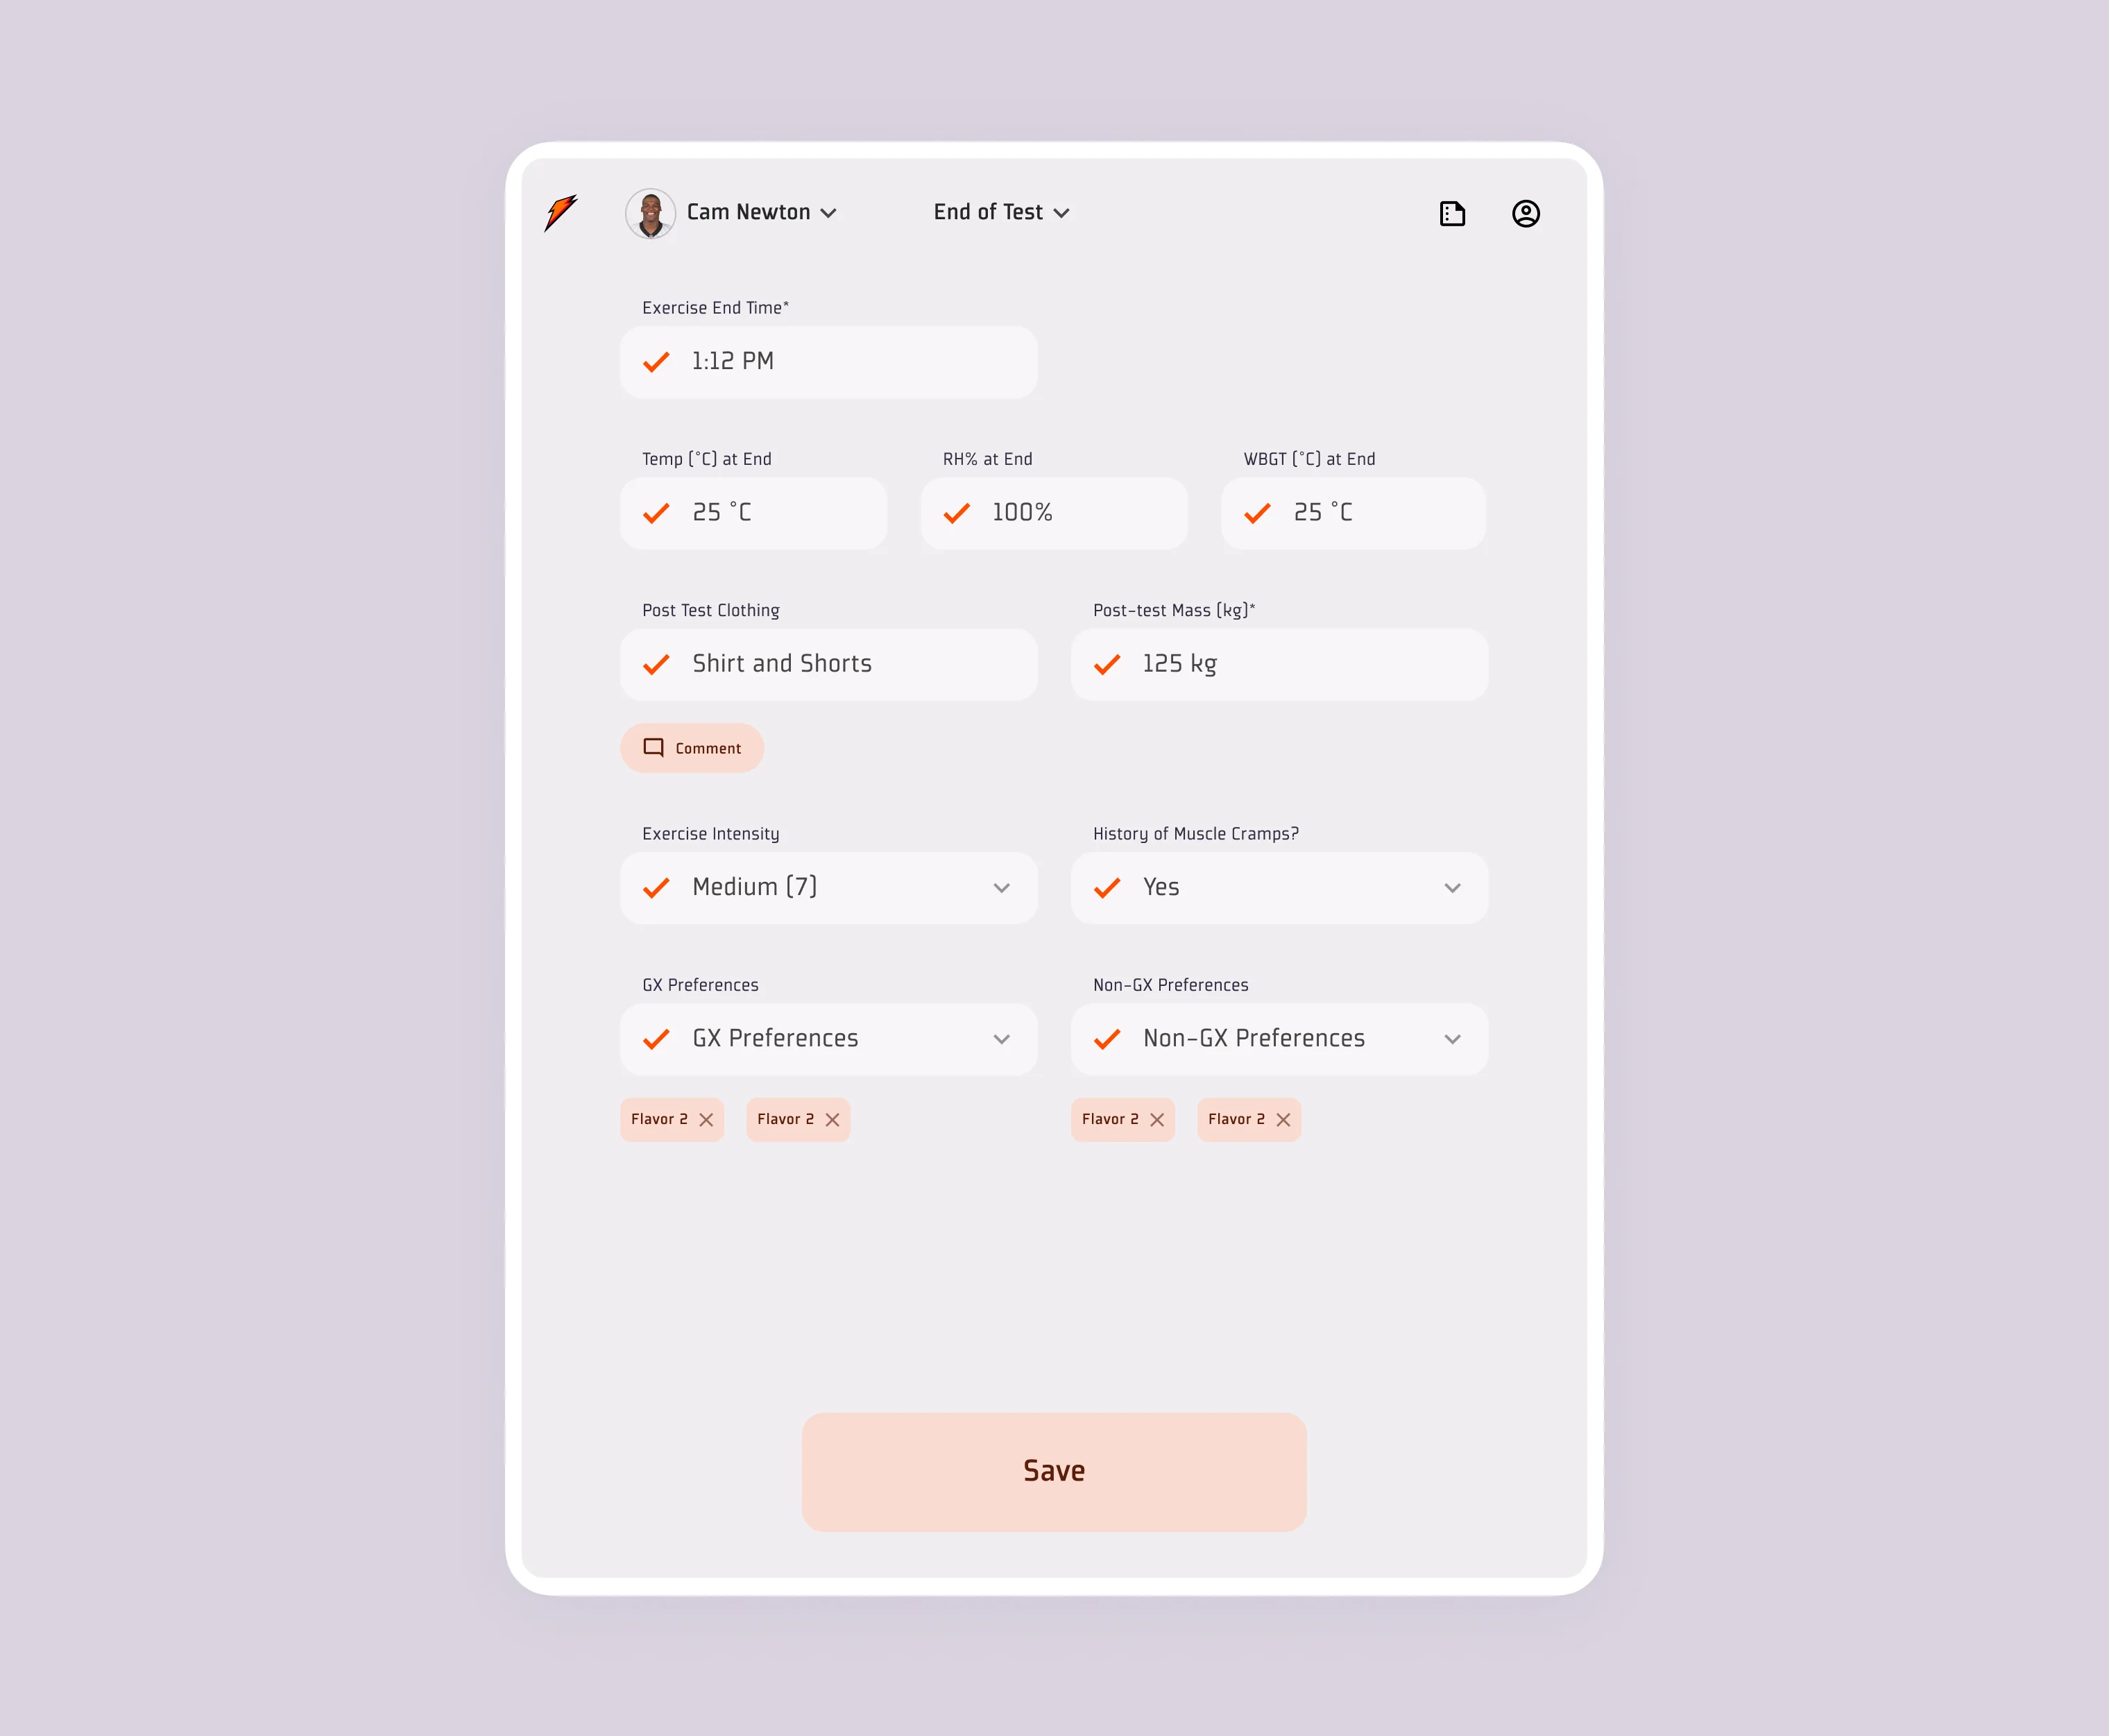 Cam Newton
End of Test
Exercise End Time*
1:12 PM
Temp (°C) at End
RH% at End
WBGT (°C) at End
25 °C
100%
25 °C
Post Test Clothing
Post-test Mass (kg)*
Shirt and Shorts
125 kg
Comment
Exercise Intensity
History of Muscle Cramps?
Medium (7)
Yes
GX Preferences
Non-GX Preferences
GX Preferences
Non-GX Preferences
Flavor 2
Flavor 2
Flavor 2
Flavor 2
Save